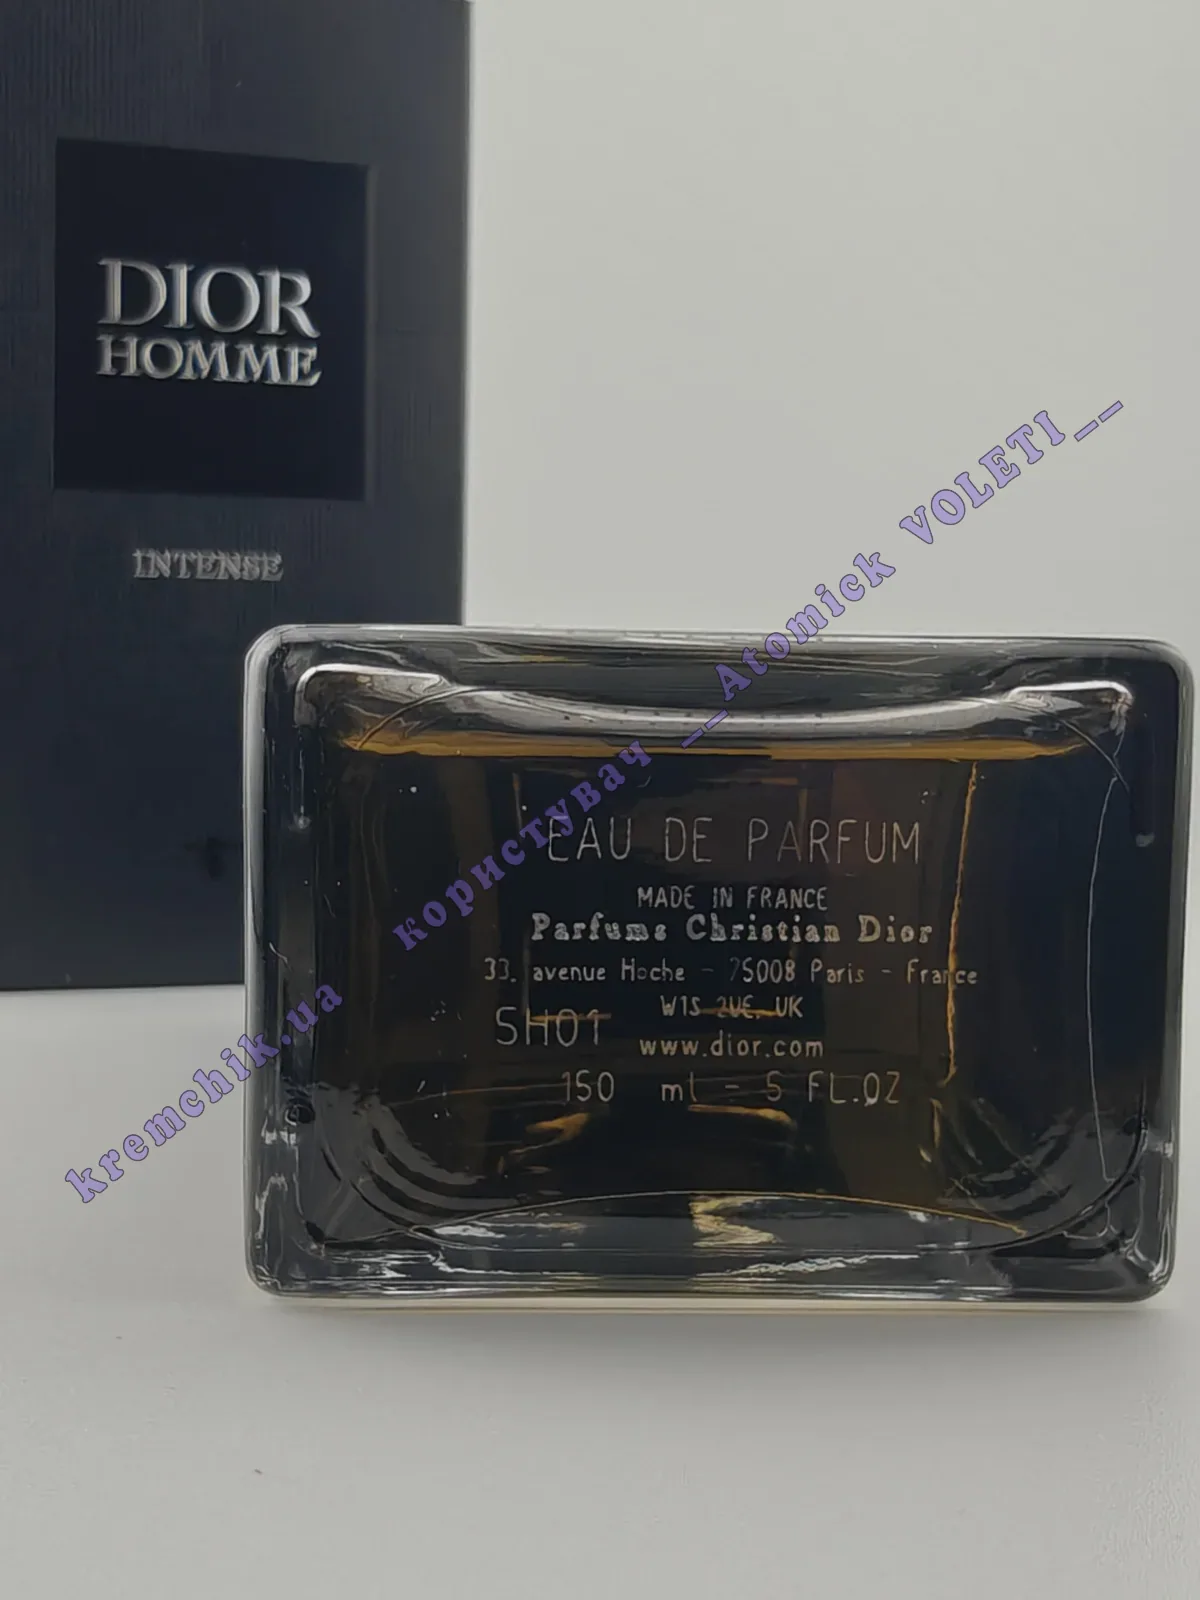 DIOR
HOMME
INTENSE
EAU DE PARFUM
MADE IN FRANCE
Parfums Christian Dior
33, avenue Hoche - 75008 Paris - France
W1S 2UE, UK
5H01
www.dior.com
150 ml - 5 FL.OZ
kremchik.ua користувач __Atomick VOLETI__